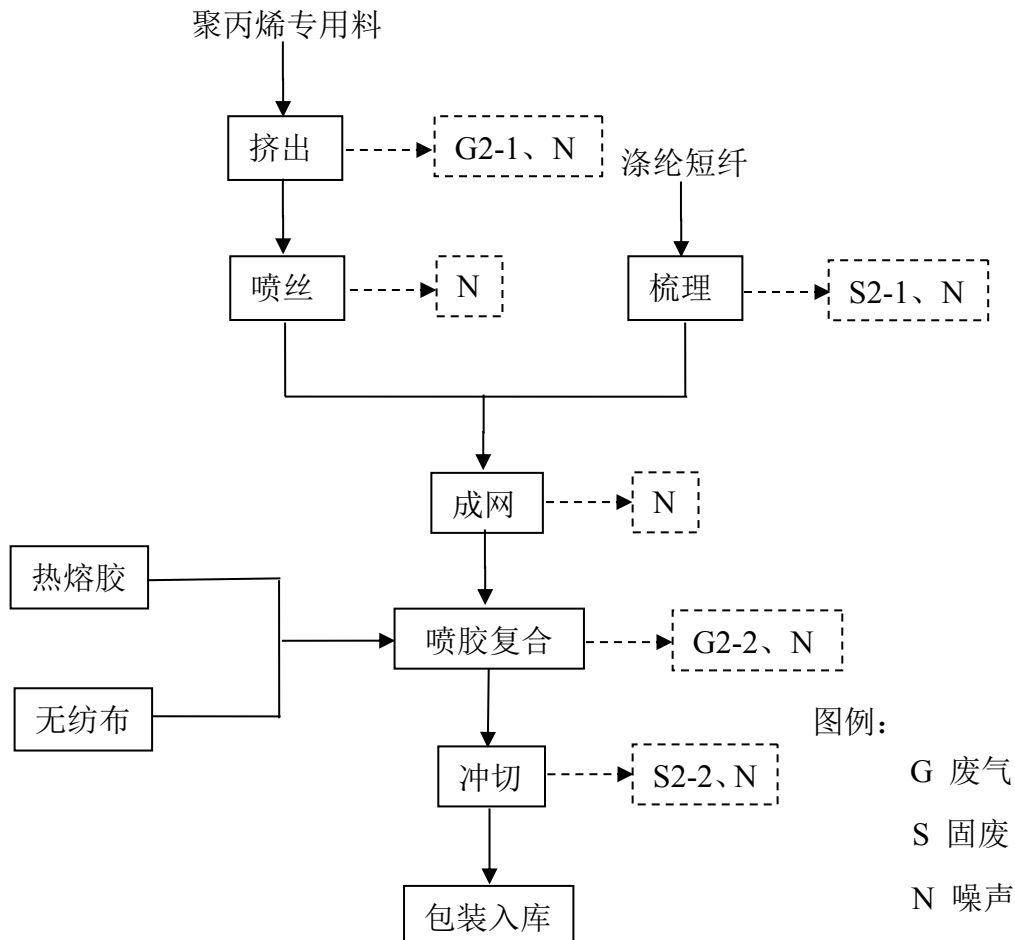 聚丙烯专用料
挤出
G2-1、N
涤纶短纤
喷丝
N
梳理
S2-1、N
成网
N
热熔胶
喷胶复合
G2-2、N
无纺布
图例：
冲切
S2-2、N
G 废气
S 固废
包装入库
N 噪声